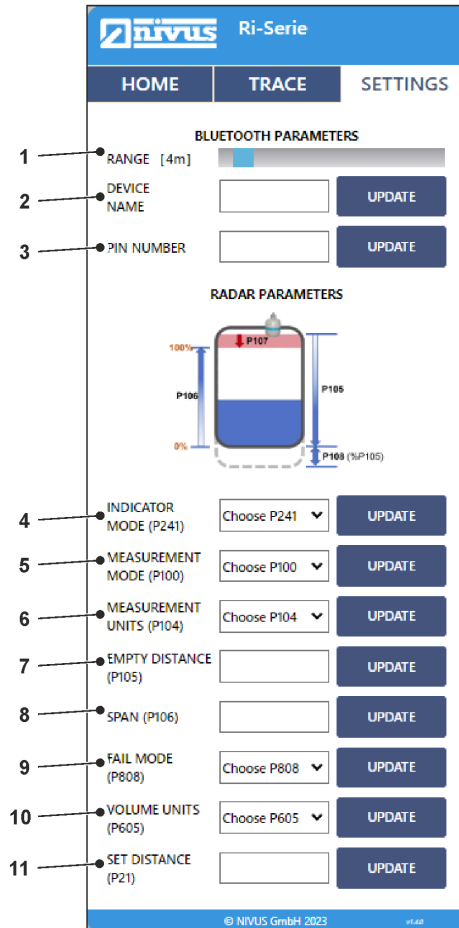 nivus Ri-Serie
HOME TRACE SETTINGS
BLUETOOTH PARAMETERS
1 RANGE [4m]
2 DEVICE NAME UPDATE
3 PIN NUMBER UPDATE
RADAR PARAMETERS
P107
100%
P106 P105
0%
P108 (%P105)
4 INDICATOR MODE (P241) Choose P241 UPDATE
5 MEASUREMENT MODE (P100) Choose P100 UPDATE
6 MEASUREMENT UNITS (P104) Choose P104 UPDATE
7 EMPTY DISTANCE (P105) UPDATE
8 SPAN (P106) UPDATE
9 FAIL MODE (P808) Choose P808 UPDATE
10 VOLUME UNITS (P605) Choose P605 UPDATE
11 SET DISTANCE (P21) UPDATE
© NIVUS GmbH 2023 v1.4.0